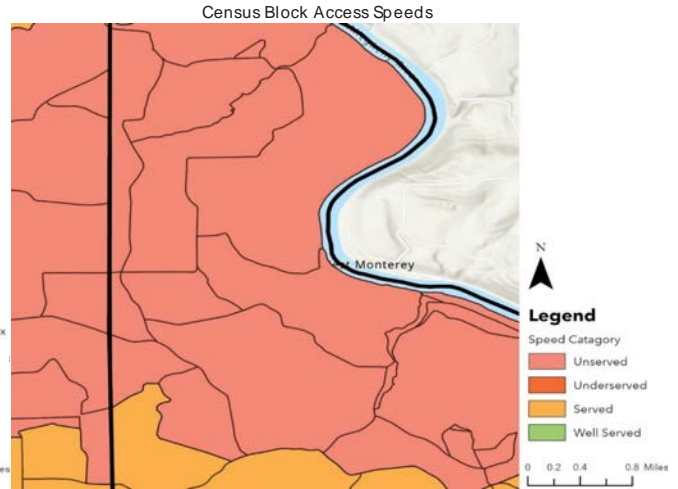 Census Block Access Speeds
Monterey
x
es
N
Legend
Speed Catagory
Unserved
Underserved
Served
Well Served
0 0.2 0.4 0.8 Miles